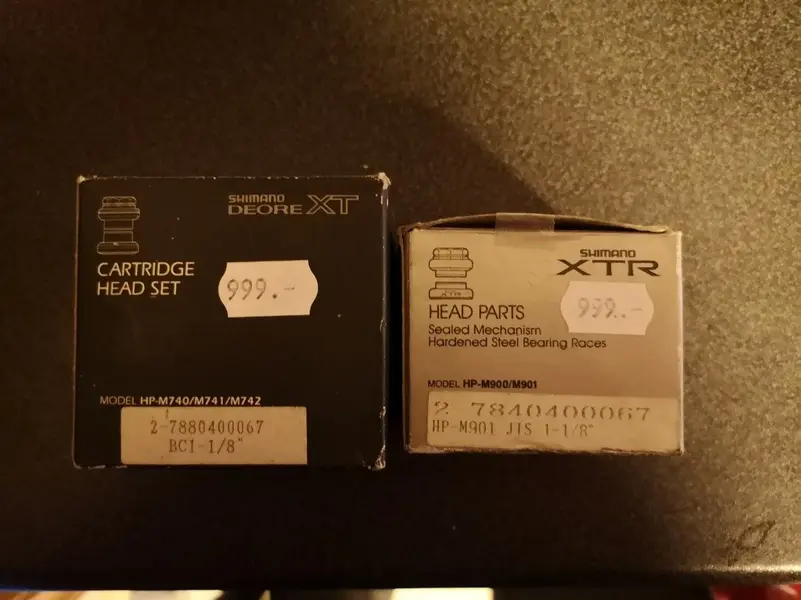 SHIMANO
DEORE XT
CARTRIDGE
HEAD SET
999.-
MODEL HP-M740/M741/M742
2-7880400067
BC1-1/8"
SHIMANO
XTR
XTR
HEAD PARTS
Sealed Mechanism
Hardened Steel Bearing Races
999.-
MODEL HP-M900/M901
2 7840400067
HP-M901 JIS 1-1/8"